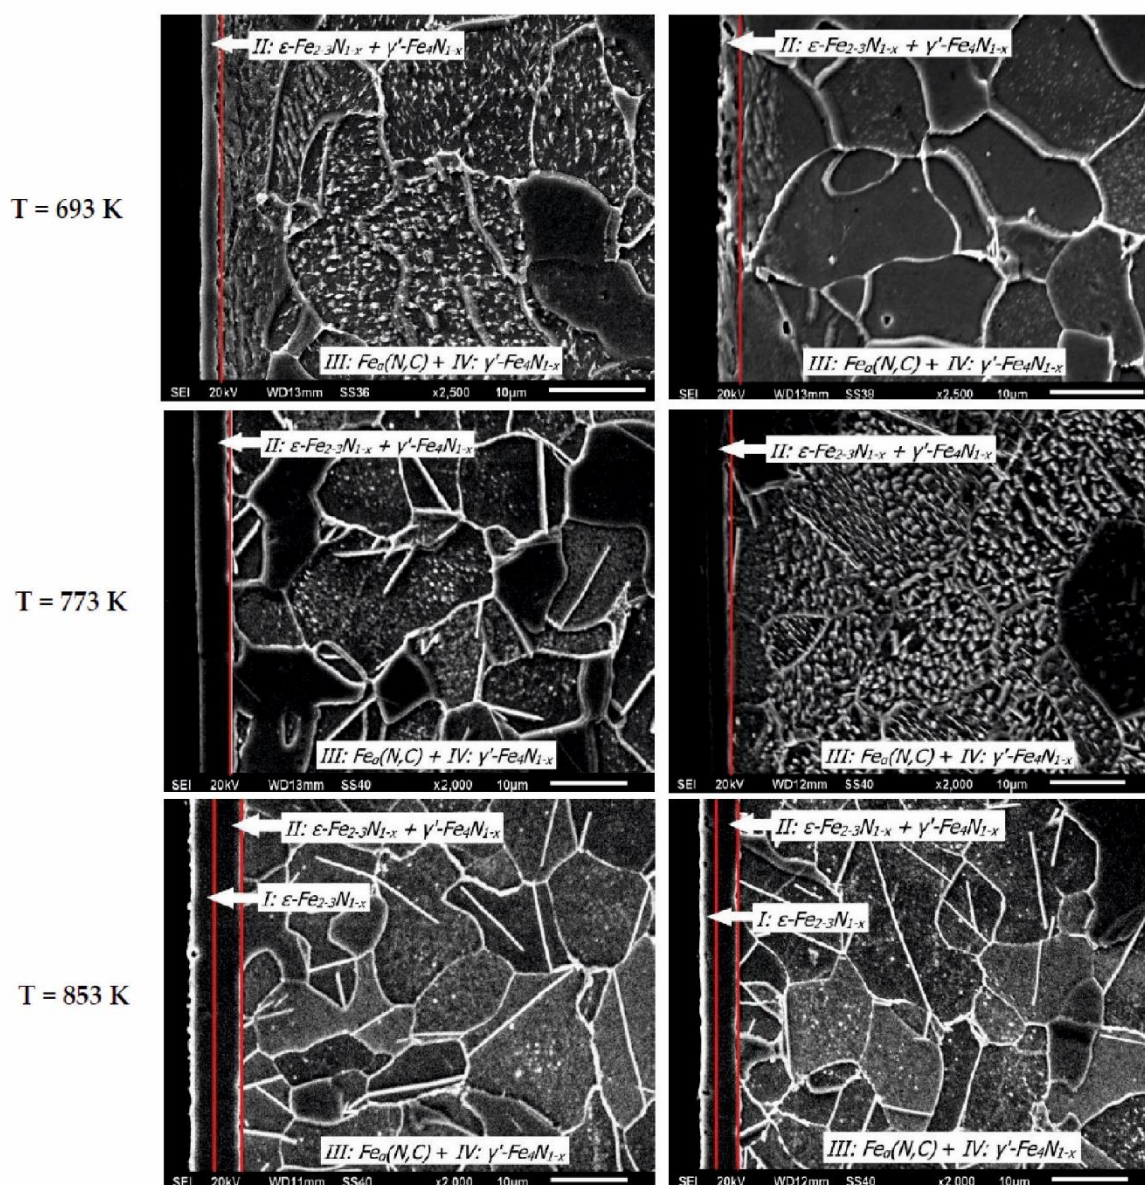 II: ε-Fe₂₋₃N₁₋ₓ + γ'-Fe₄N₁₋ₓ
II: ε-Fe₂₋₃N₁₋ₓ + γ'-Fe₄N₁₋ₓ
T = 693 K
III: Feα(N,C) + IV: γ'-Fe₄N₁₋ₓ
III: Feα(N,C) + IV: γ'-Fe₄N₁₋ₓ
SEI 20kV WD13mm SS36 x2,500 10μm
SEI 20kV WD13mm SS38 x2,500 10μm
II: ε-Fe₂₋₃N₁₋ₓ + γ'-Fe₄N₁₋ₓ
II: ε-Fe₂₋₃N₁₋ₓ + γ'-Fe₄N₁₋ₓ
T = 773 K
III: Feα(N,C) + IV: γ'-Fe₄N₁₋ₓ
III: Feα(N,C) + IV: γ'-Fe₄N₁₋ₓ
SEI 20kV WD13mm SS40 x2,000 10μm
SEI 20kV WD12mm SS40 x2,000 10μm
II: ε-Fe₂₋₃N₁₋ₓ + γ'-Fe₄N₁₋ₓ
II: ε-Fe₂₋₃N₁₋ₓ + γ'-Fe₄N₁₋ₓ
I: ε-Fe₂₋₃N₁₋ₓ
I: ε-Fe₂₋₃N₁₋ₓ
T = 853 K
III: Feα(N,C) + IV: γ'-Fe₄N₁₋ₓ
III: Feα(N,C) + IV: γ'-Fe₄N₁₋ₓ
SEI 20kV WD11mm SS40 x2,000 10μm
SEI 20kV WD12mm SS40 x2,000 10μm